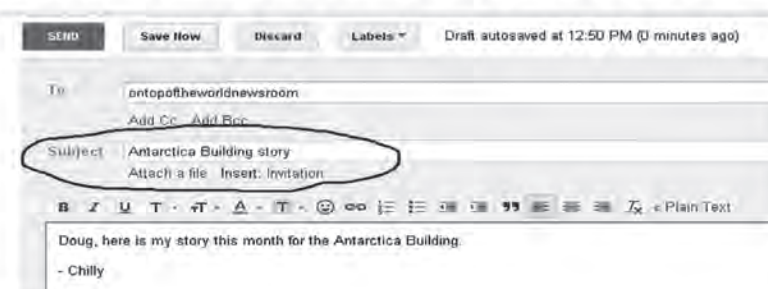 SEND Save Now Discard Labels Draft autosaved at 12:50 PM (0 minutes ago)
To ontopoftheworldnewsroom
Add Cc Add Bcc
Subject Antarctica Building story
Attach a file Insert: Invitation
B I U T T A T « Plain Text
Doug, here is my story this month for the Antarctica Building.
- Chilly